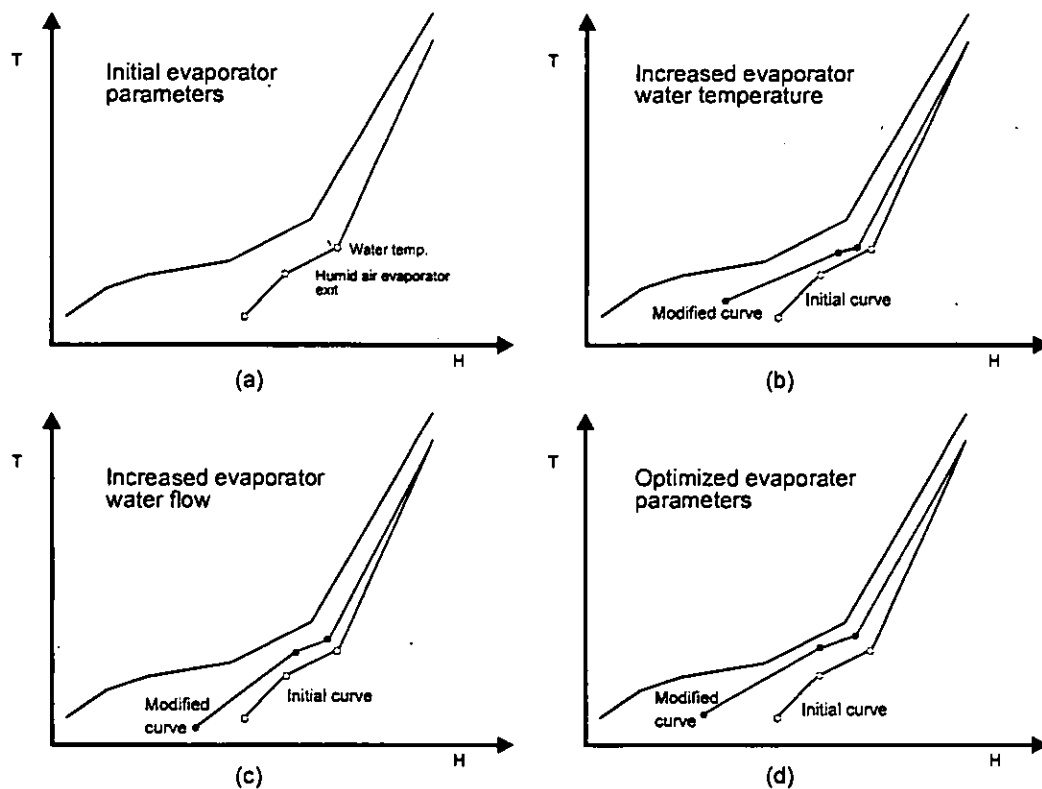 T
Initial evaporator
parameters
Water temp.
Humid air evaporator
exit
H
(a)
T
Increased evaporator
water temperature
Modified curve
Initial curve
H
(b)
T
Increased evaporator
water flow
Modified
curve
Initial curve
H
(c)
T
Optimized evaporater
parameters
Modified
curve
Initial curve
H
(d)